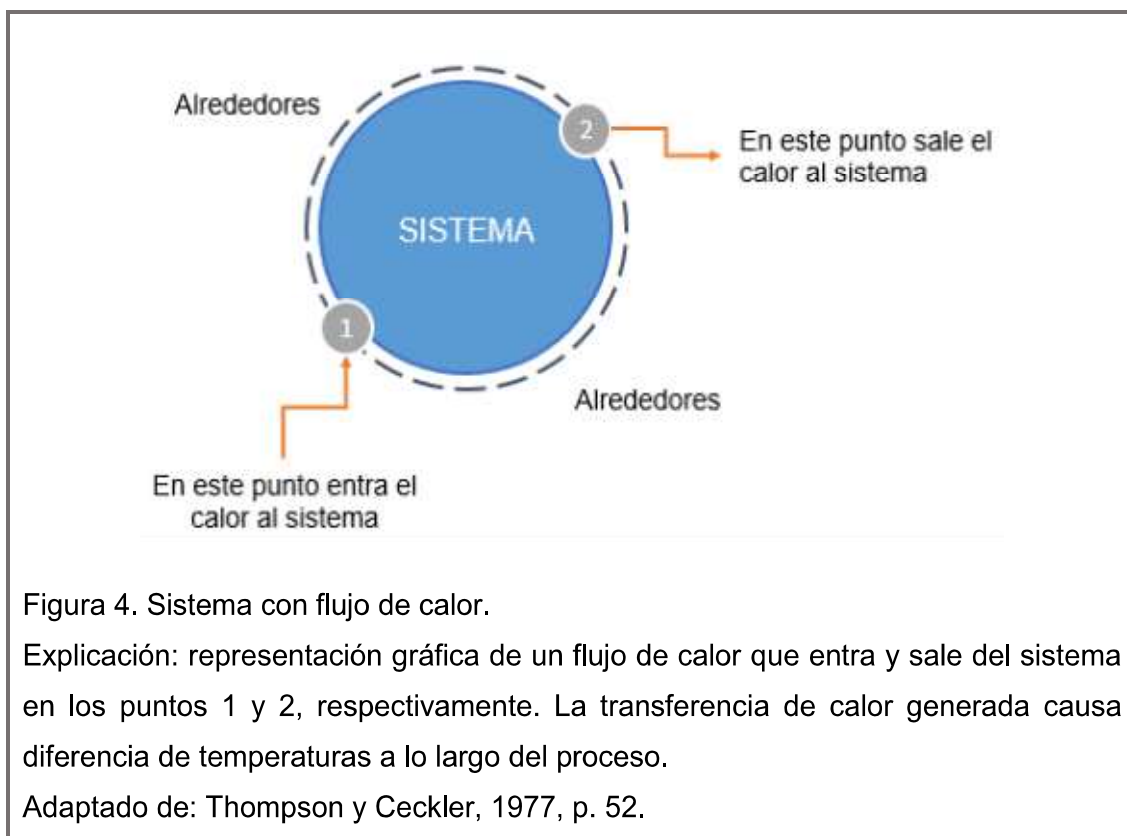 Alrededores
2
En este punto sale el
calor al sistema
SISTEMA
1
Alrededores
En este punto entra el
calor al sistema
Figura 4. Sistema con flujo de calor.
Explicación: representación gráfica de un flujo de calor que entra y sale del sistema
en los puntos 1 y 2, respectivamente. La transferencia de calor generada causa
diferencia de temperaturas a lo largo del proceso.
Adaptado de: Thompson y Ceckler, 1977, p. 52.